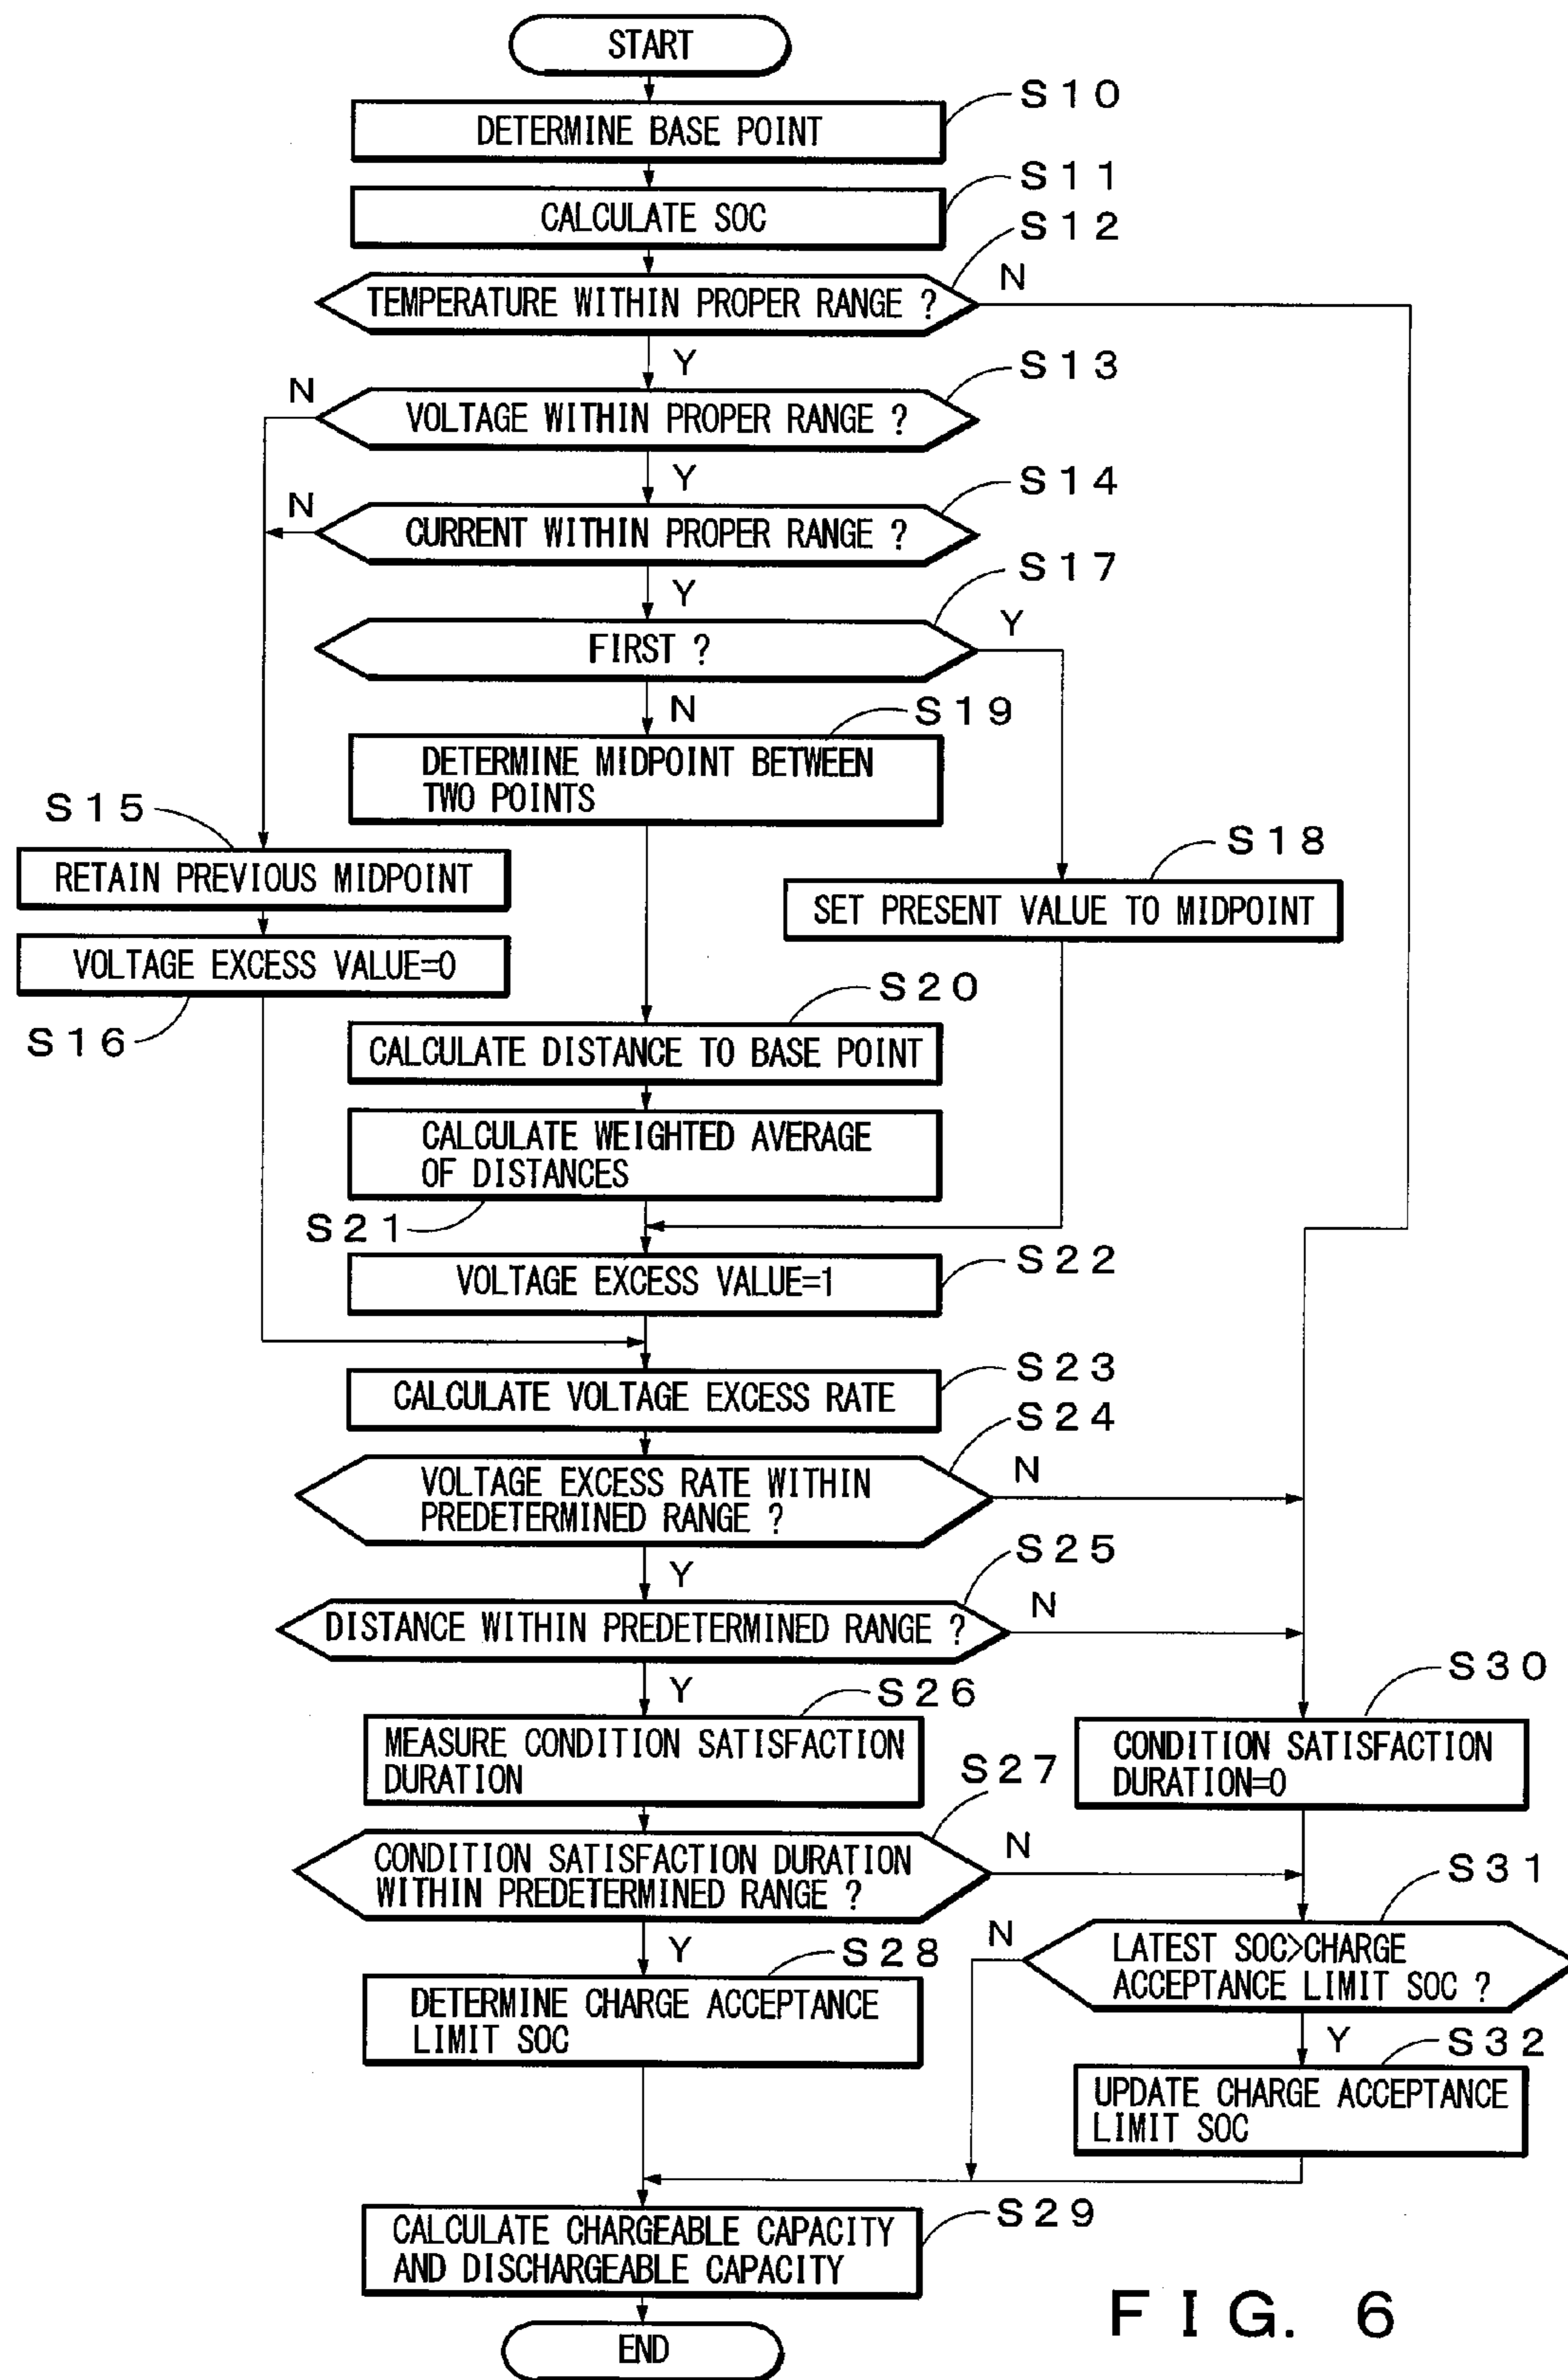 START
S10
DETERMINE BASE POINT
S11
CALCULATE SOC
S12
TEMPERATURE WITHIN PROPER RANGE ?
N
Y
S13
N
VOLTAGE WITHIN PROPER RANGE ?
Y
S14
N
CURRENT WITHIN PROPER RANGE ?
Y
S17
FIRST ?
Y
N
S19
DETERMINE MIDPOINT BETWEEN
TWO POINTS
S15
RETAIN PREVIOUS MIDPOINT
S18
SET PRESENT VALUE TO MIDPOINT
VOLTAGE EXCESS VALUE=0
S16
S20
CALCULATE DISTANCE TO BASE POINT
CALCULATE WEIGHTED AVERAGE
OF DISTANCES
S21
S22
VOLTAGE EXCESS VALUE=1
S23
CALCULATE VOLTAGE EXCESS RATE
S24
VOLTAGE EXCESS RATE WITHIN
PREDETERMINED RANGE ?
N
Y
S25
DISTANCE WITHIN PREDETERMINED RANGE ?
N
Y
S26
MEASURE CONDITION SATISFACTION
DURATION
S30
CONDITION SATISFACTION
DURATION=0
S27
CONDITION SATISFACTION DURATION
WITHIN PREDETERMINED RANGE ?
N
Y
S31
N
LATEST SOC>CHARGE
ACCEPTANCE LIMIT SOC ?
Y
S28
DETERMINE CHARGE ACCEPTANCE
LIMIT SOC
S32
UPDATE CHARGE ACCEPTANCE
LIMIT SOC
S29
CALCULATE CHARGEABLE CAPACITY
AND DISCHARGEABLE CAPACITY
END
FIG. 6